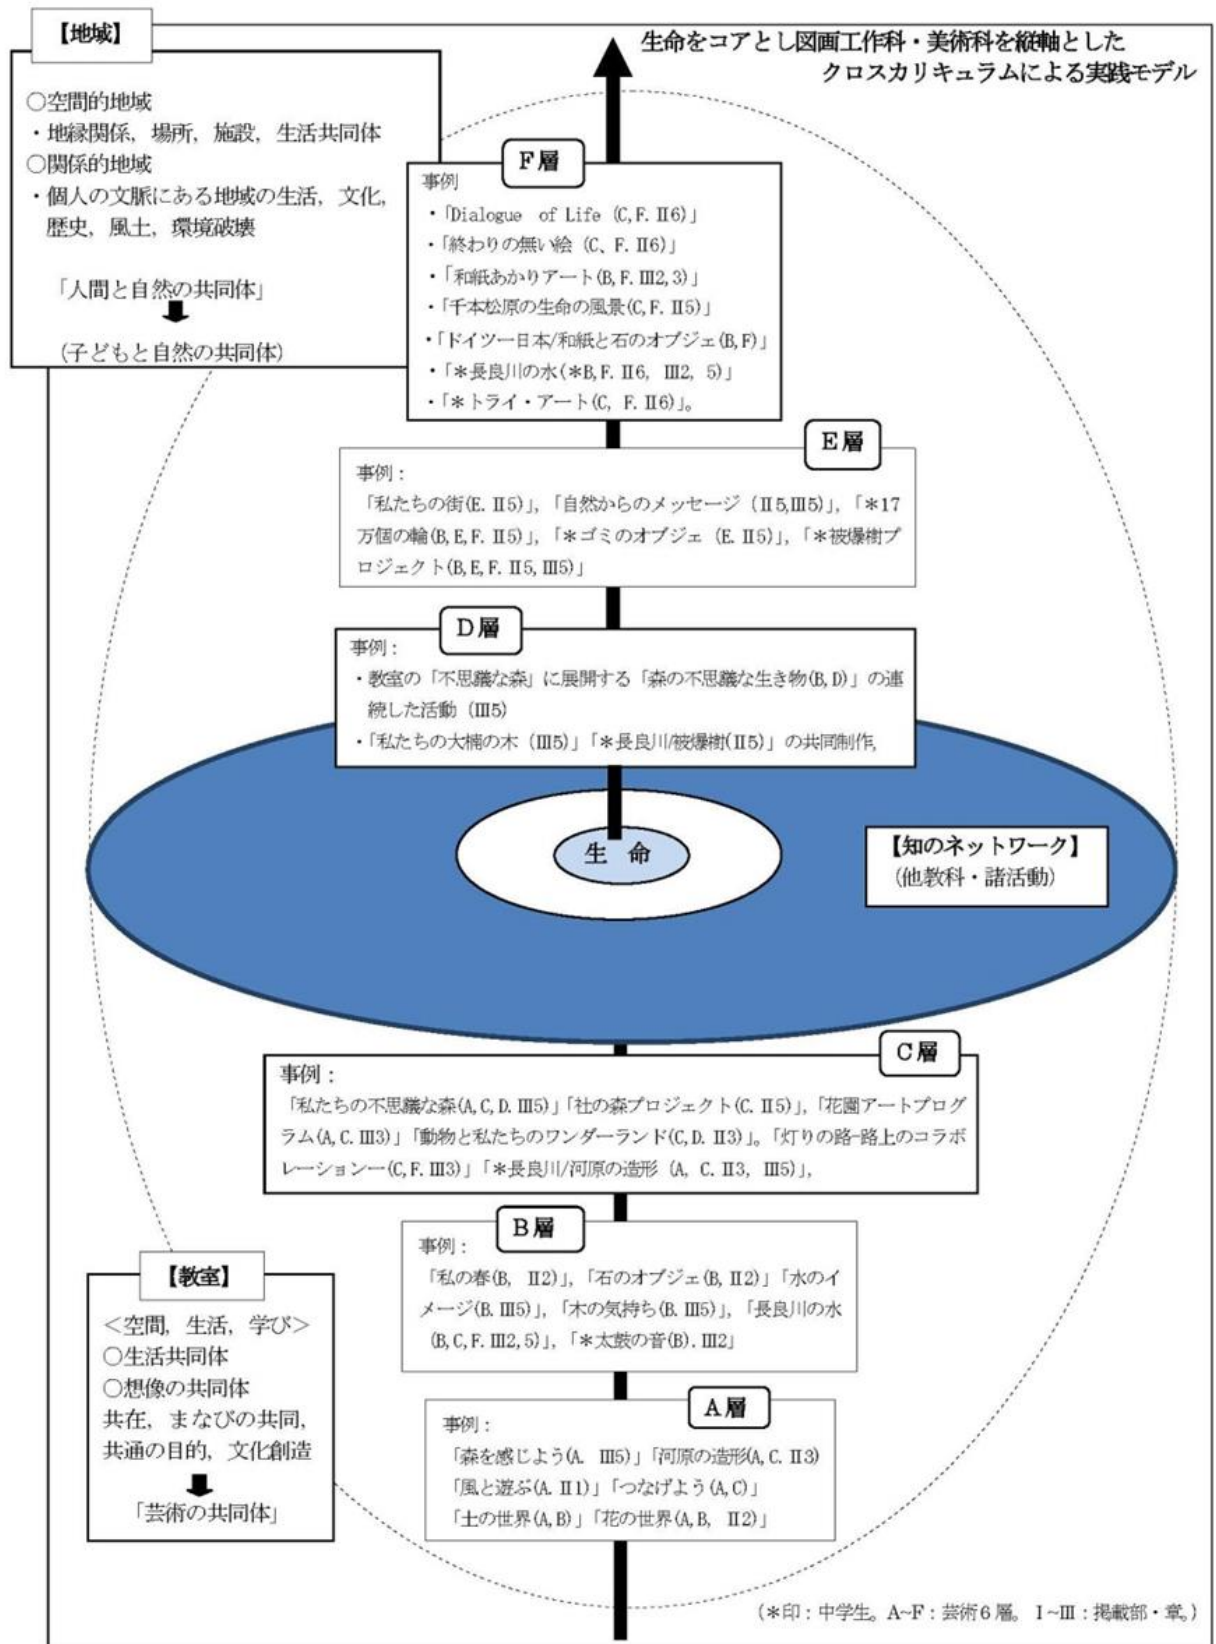 【地域】
○空間的地域
・地縁関係, 場所, 施設, 生活共同体
○関係的地域
・個人の文脈にある地域の生活, 文化,
歴史, 風土, 環境破壊
「人間と自然の共同体」
(子どもと自然の共同体)
生命をコアとし図画工作科・美術科を縦軸とした
クロスカリキュラムによる実践モデル
F層
事例
・「Dialogue of Life (C, F. Ⅱ6)」
・「終わりの無い絵 (C、F. Ⅱ6)」
・「和紙あかりアート(B, F. Ⅲ2, 3)」
・「千本松原の生命の風景(C, F. Ⅱ5)」
・「ドイツー日本/和紙と石のオブジェ(B, F)」
・「*長良川の水(*B, F. Ⅱ6, Ⅲ2, 5)」
・「*トライ・アート(C, F. Ⅱ6)」。
E層
事例：
「私たちの街(E. Ⅱ5)」, 「自然からのメッセージ (Ⅱ5, Ⅲ5)」, 「*17
万個の輪(B, E, F. Ⅱ5)」, 「*ゴミのオブジェ (E. Ⅱ5)」, 「*被爆樹プ
ロジェクト(B, E, F. Ⅱ5, Ⅲ5)」
D層
事例：
・教室の「不思議な森」に展開する「森の不思議な生き物(B, D)」の連
続した活動 (Ⅲ5)
・「私たちの大楠の木 (Ⅲ5)」「*長良川/被爆樹(Ⅱ5)」の共同制作,
生 命
【知のネットワーク】
(他教科・諸活動)
C層
事例：
「私たちの不思議な森(A, C, D. Ⅲ5)」「社の森プロジェクト(C. Ⅱ5)」, 「花園アートプログ
ラム(A, C. Ⅲ3)」「動物と私たちのワンダーランド(C, D. Ⅱ3)」。「灯りの路-路上のコラボ
レーションー(C, F. Ⅲ3)」「*長良川/河原の造形 (A, C. Ⅱ3, Ⅲ5)」,
B層
事例：
「私の春(B, Ⅱ2)」, 「石のオブジェ(B, Ⅱ2)」「水のイ
メージ(B. Ⅲ5)」, 「木の気持ち(B. Ⅲ5)」, 「長良川の水
(B, C, F. Ⅲ2, 5)」, 「*太鼓の音(B). Ⅲ2」
【教室】
＜空間, 生活, 学び＞
○生活共同体
○想像の共同体
共在, まなびの共同,
共通の目的, 文化創造
「芸術の共同体」
A層
事例：
「森を感じよう(A. Ⅲ5)」「河原の造形(A, C. Ⅱ3)
「風と遊ぶ(A. Ⅱ1)」「つなげよう(A, C)」
「土の世界(A, B)」「花の世界(A, B, Ⅱ2)」
(*印：中学生。A~F：芸術6層。Ⅰ~Ⅲ：掲載部・章。)